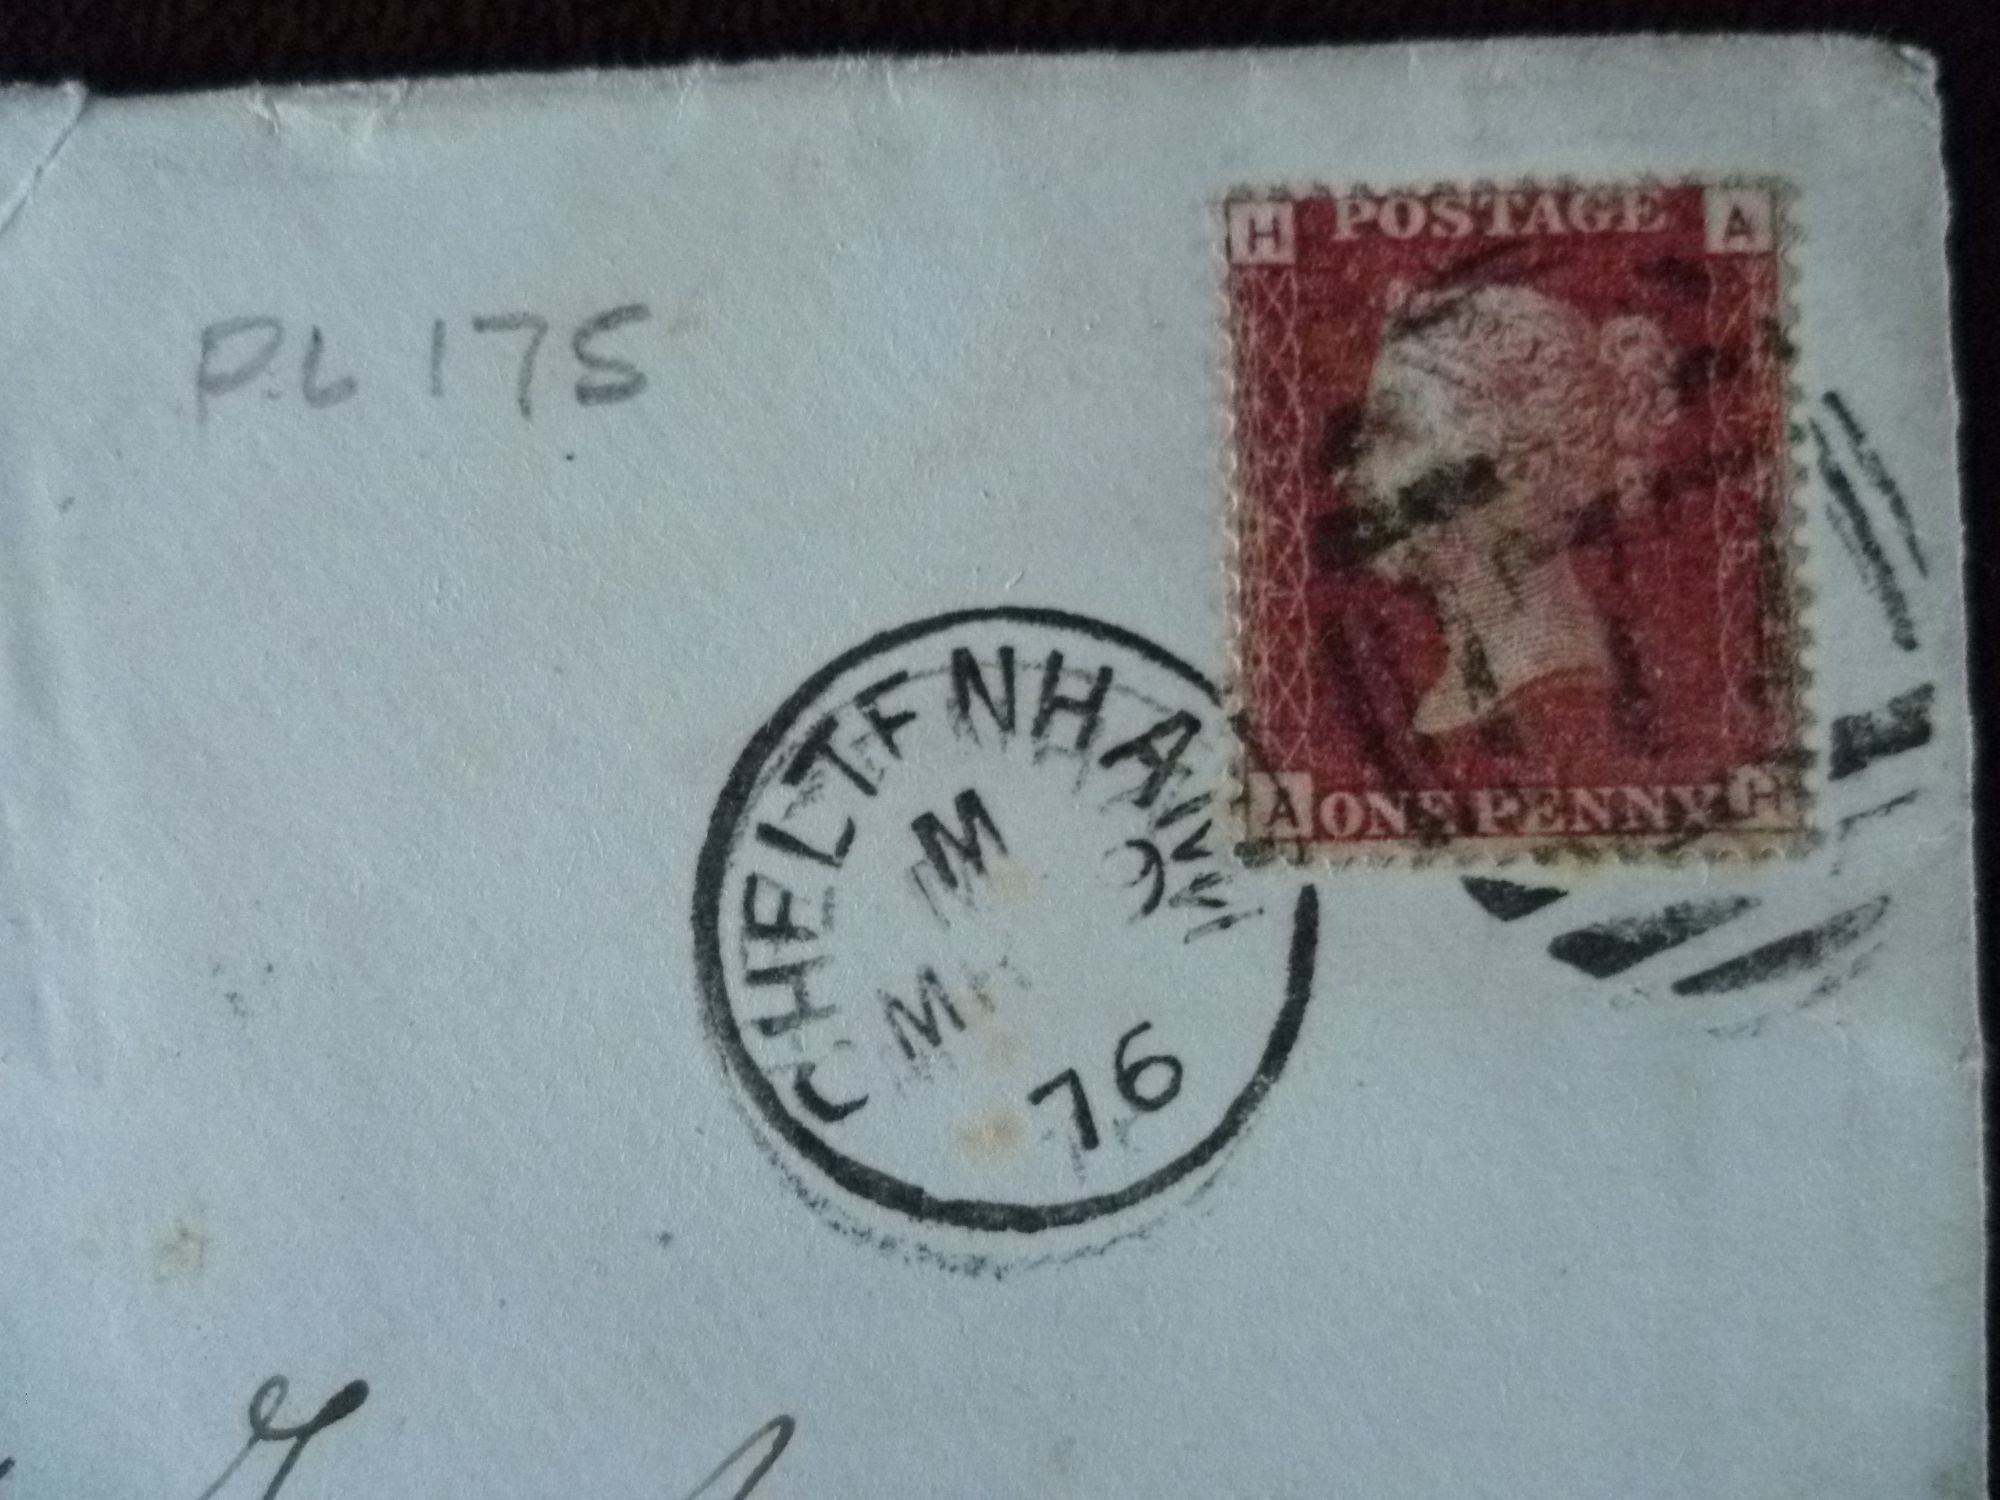 H POSTAGE A
PL 175
A ONE PENNY H
CHELTENHAM
M
76